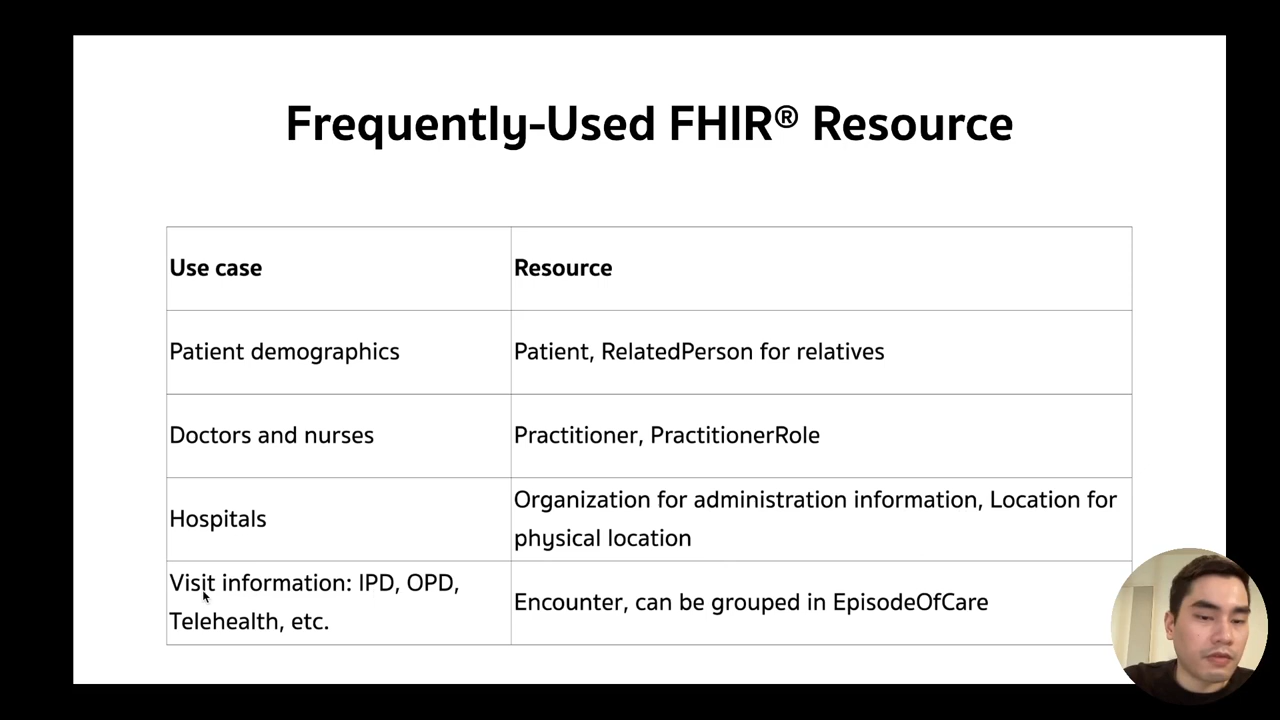 Frequently-Used FHIR® Resource
Use case
Resource
Patient demographics
Patient, RelatedPerson for relatives
Doctors and nurses
Practitioner, PractitionerRole
Hospitals
Organization for administration information, Location for
physical location
Visit information: IPD, OPD,
Telehealth, etc.
Encounter, can be grouped in EpisodeOfCare